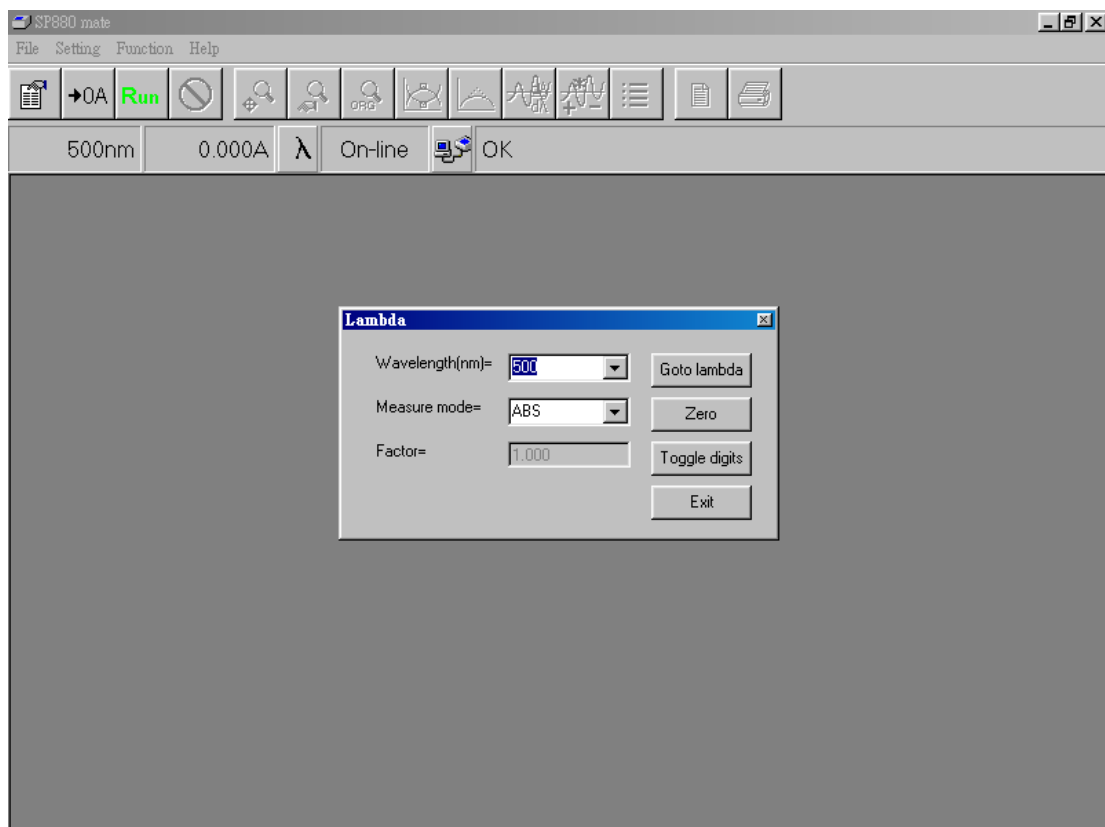 SP880 mate
File Setting Function Help
→0A Run ORG dλ
500nm 0.000A λ On-line OK
Lambda
Wavelength(nm)= 500 Goto lambda
Measure mode= ABS Zero
Factor= 1.000 Toggle digits
Exit